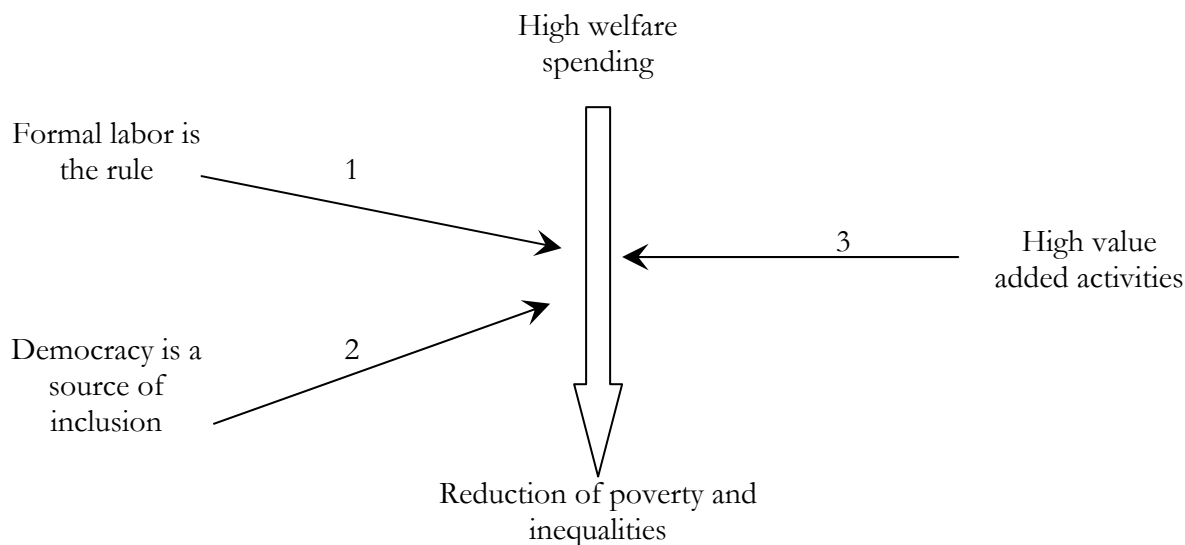 High welfare
spending
Formal labor is
the rule
1
3
High value
added activities
Democracy is a
source of
inclusion
2
Reduction of poverty and
inequalities